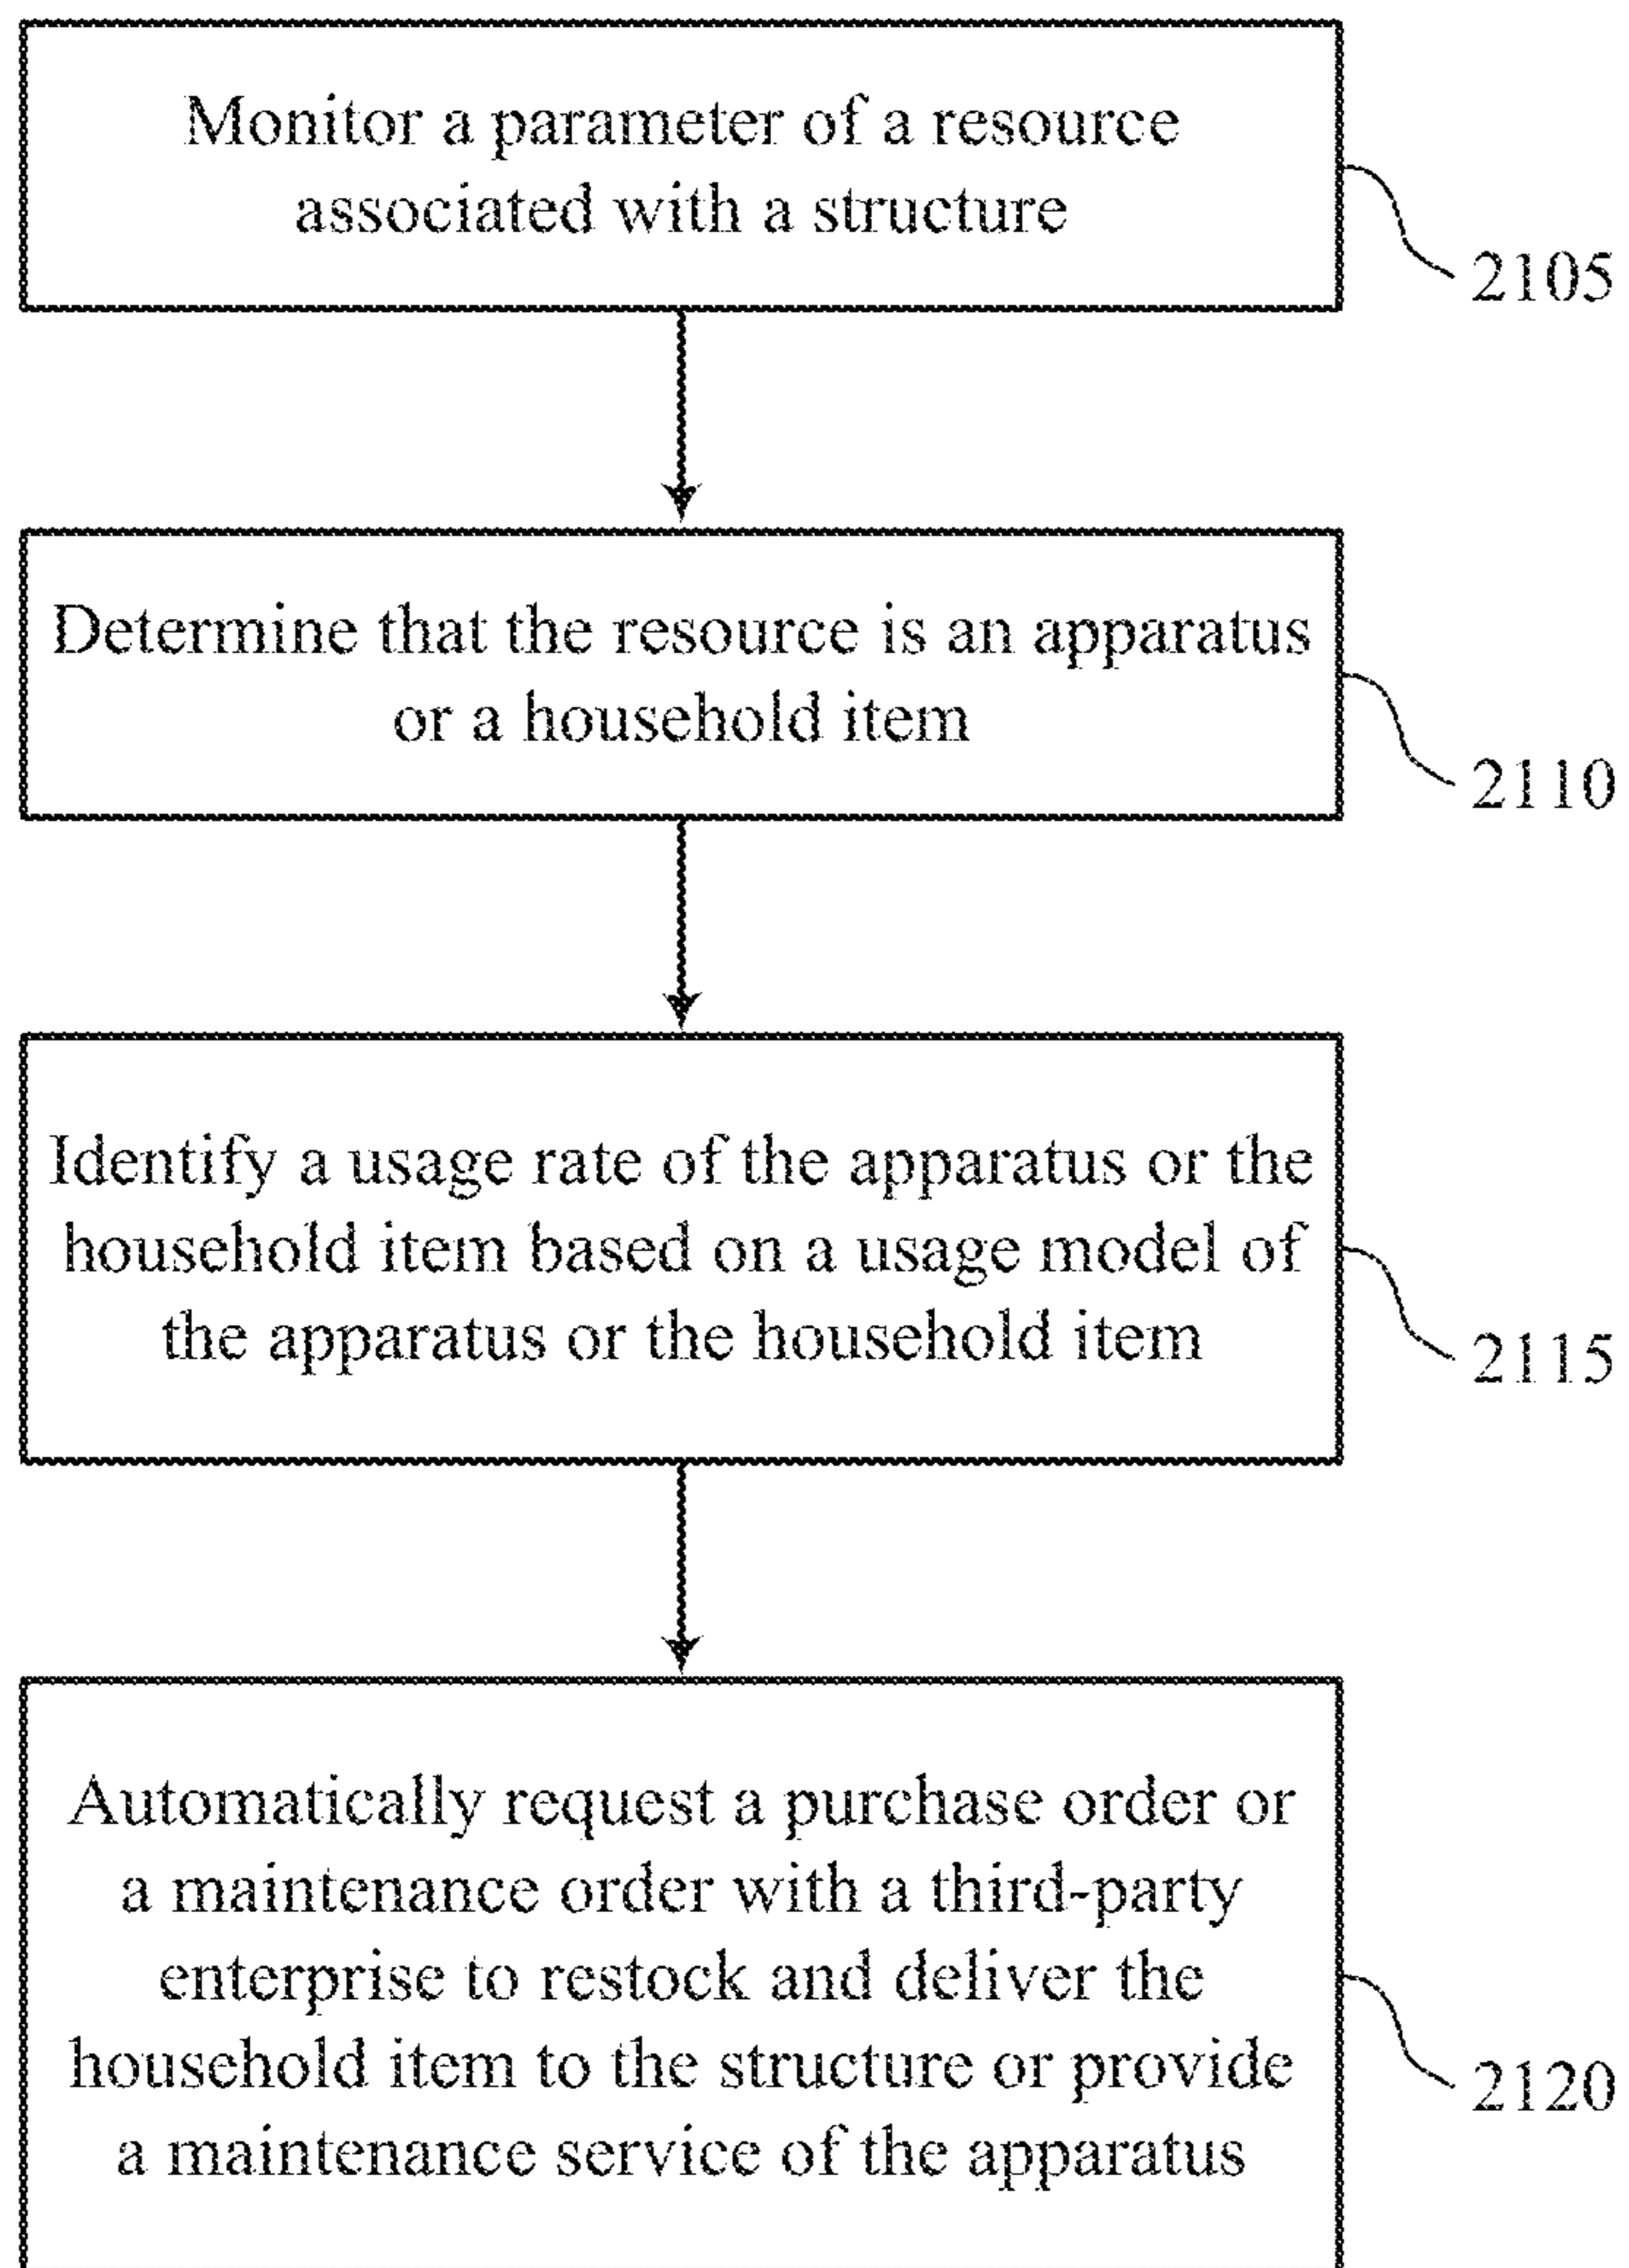 Monitor a parameter of a resource
associated with a structure
2105
Determine that the resource is an apparatus
or a household item
2110
Identify a usage rate of the apparatus or the
household item based on a usage model of
the apparatus or the household item
2115
Automatically request a purchase order or
a maintenance order with a third-party
enterprise to restock and deliver the
household item to the structure or provide
a maintenance service of the apparatus
2120